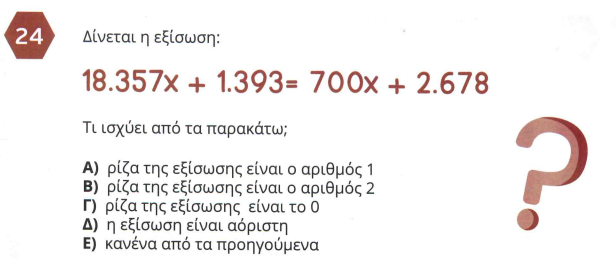 24
Δίνεται η εξίσωση:
18.357x + 1.393= 700x + 2.678
Τι ισχύει από τα παρακάτω;
Α) ρίζα της εξίσωσης είναι ο αριθμός 1
Β) ρίζα της εξίσωσης είναι ο αριθμός 2
Γ) ρίζα της εξίσωσης είναι το 0
Δ) η εξίσωση είναι αόριστη
Ε) κανένα από τα προηγούμενα
?